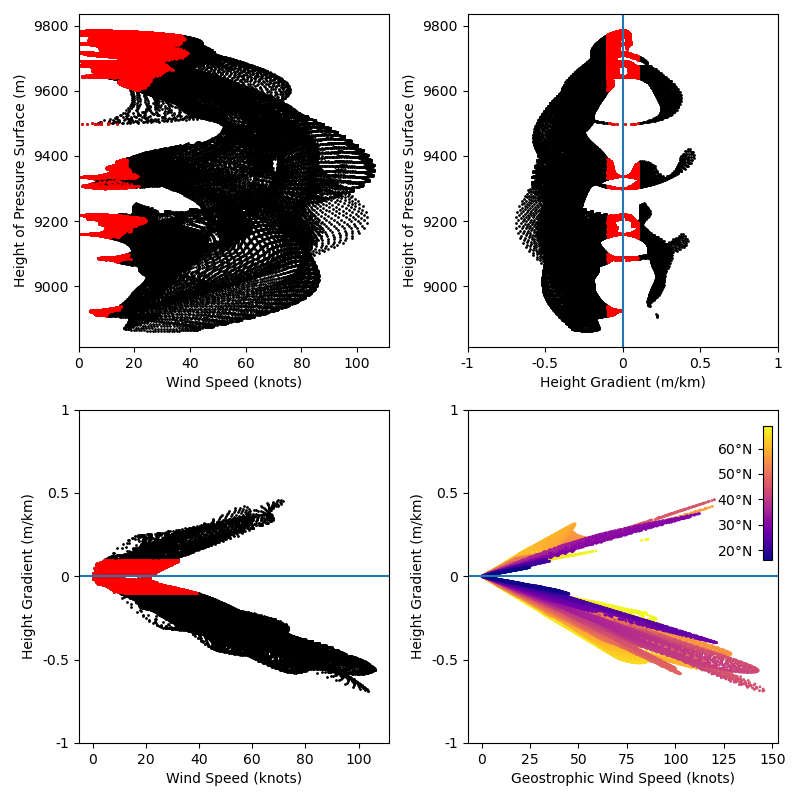 9800
9600
9400
9200
9000
Height of Pressure Surface (m)
0 20 40 60 80 100
Wind Speed (knots)
9800
9600
9400
9200
9000
Height of Pressure Surface (m)
-1 -0.5 0 0.5 1
Height Gradient (m/km)
1
0.5
0
-0.5
-1
Height Gradient (m/km)
0 20 40 60 80 100
Wind Speed (knots)
1
0.5
0
-0.5
-1
Height Gradient (m/km)
60°N
50°N
40°N
30°N
20°N
0 25 50 75 100 125 150
Geostrophic Wind Speed (knots)